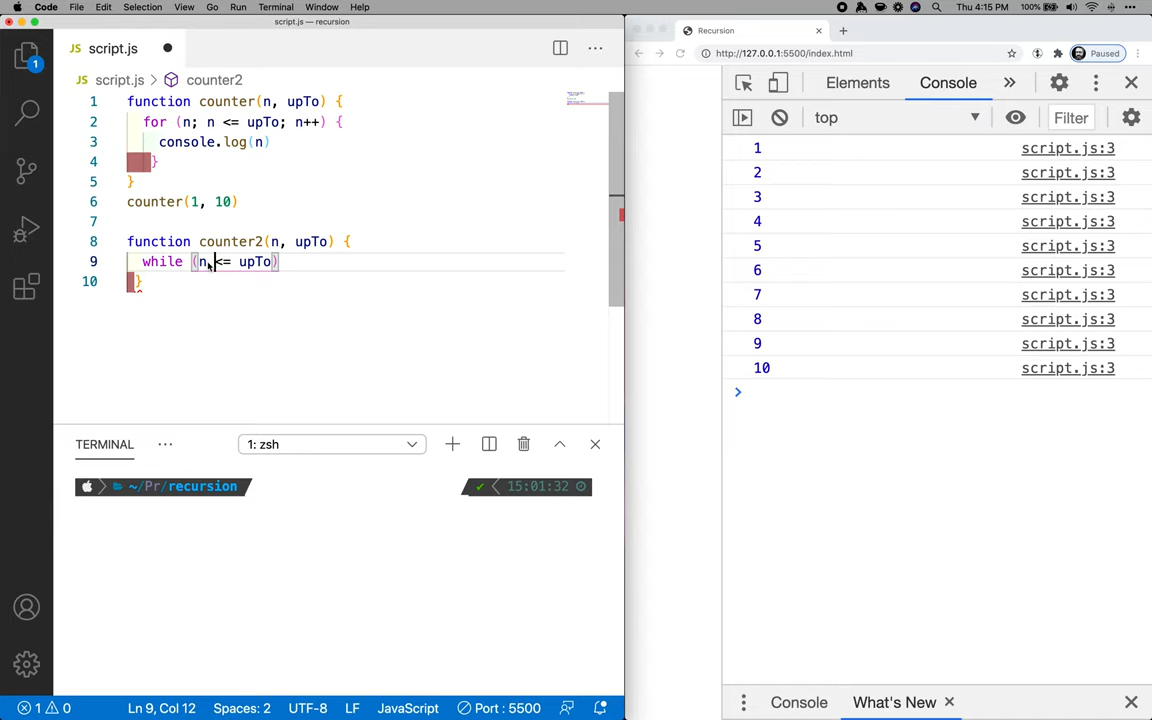 Code File Edit Selection View Go Run Terminal Window Help
100% Thu 4:15 PM
script.js — recursion
JS script.js
1
JS script.js > counter2
1 function counter(n, upTo) {
2 for (n; n <= upTo; n++) {
3 console.log(n)
4 }
5 }
6 counter(1, 10)
7
8 function counter2(n, upTo) {
9 while (n <= upTo)
10 }
TERMINAL ... 1: zsh
~/Pr/recursion
15:01:32
1 0 Ln 9, Col 12 Spaces: 2 UTF-8 LF JavaScript Port : 5500
Recursion
http://127.0.0.1:5500/index.html
Paused
Elements Console
top Filter
1 script.js:3
2 script.js:3
3 script.js:3
4 script.js:3
5 script.js:3
6 script.js:3
7 script.js:3
8 script.js:3
9 script.js:3
10 script.js:3
Console What's New